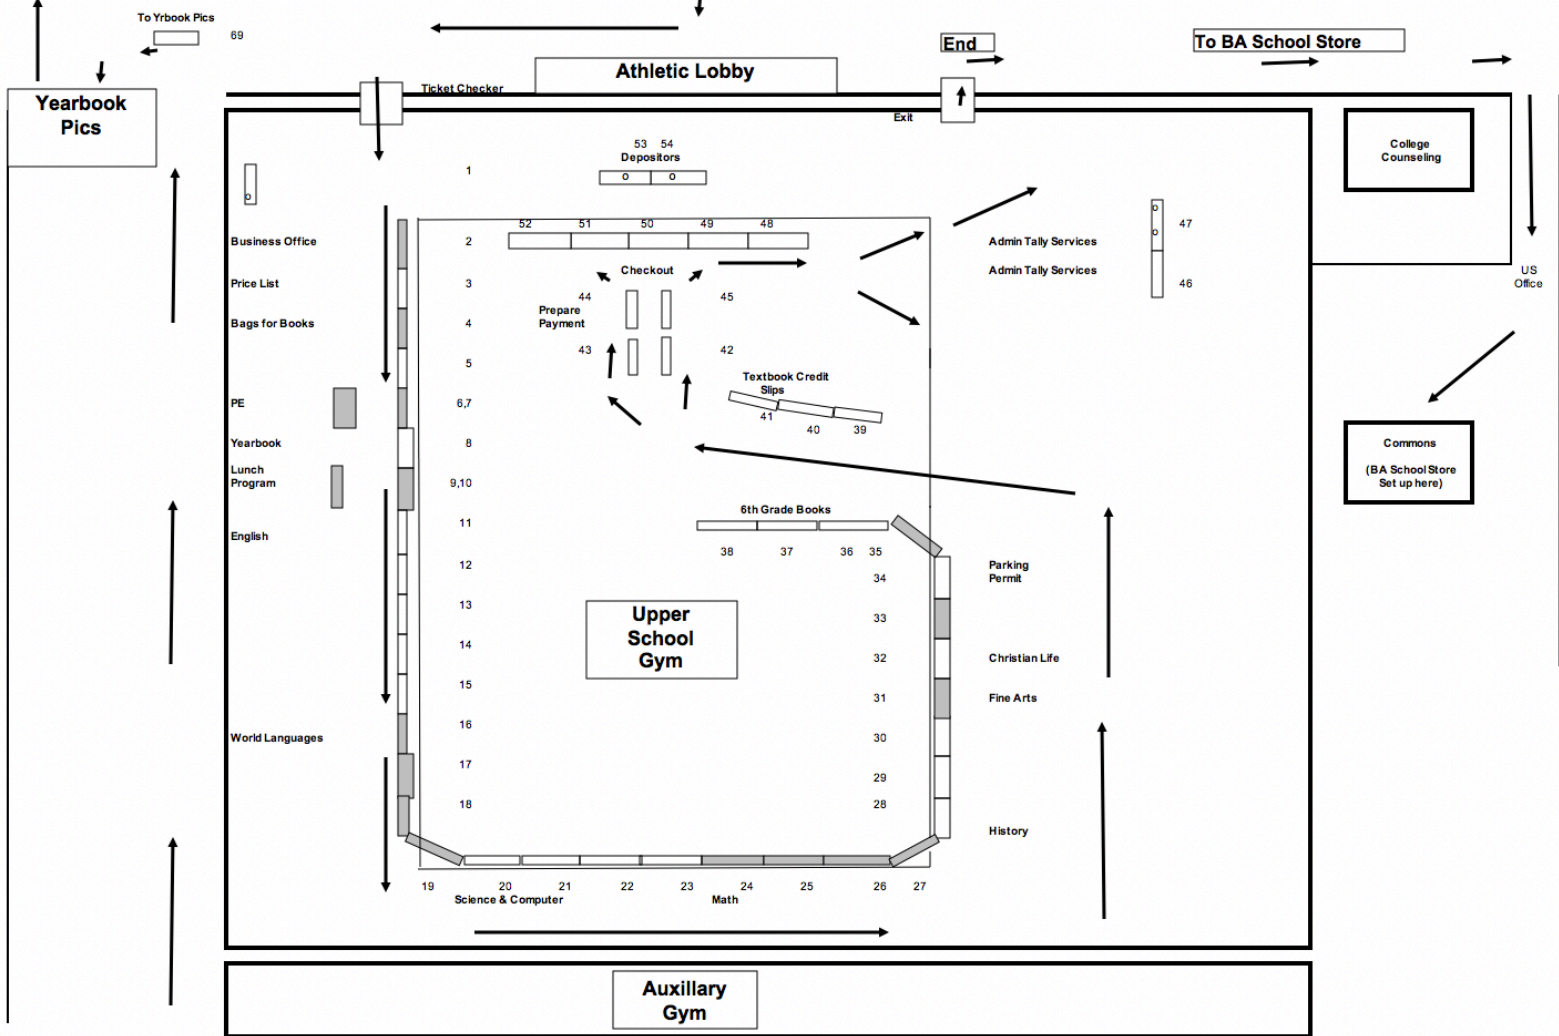 To Yrbook Pics
69
End
To BA School Store
Athletic Lobby
Ticket Checker
Yearbook
Pics
Exit
53 54
Depositors
o o
College
Counseling
1
o
52 51 50 49 48
Business Office
2
Admin Tally Services
o
o
47
Checkout
Admin Tally Services
46
US
Office
Price List
3
44
45
Prepare
Payment
Bags for Books
4
43
42
5
Textbook Credit
Slips
PE
6,7
41
40
39
Yearbook
8
Commons
(BA School Store
Set up here)
Lunch
Program
9,10
6th Grade Books
English
11
38 37 36 35
12
Parking
Permit
34
13
33
Upper
School
Gym
14
32
Christian Life
15
31
Fine Arts
16
World Languages
30
17
29
18
28
History
19 20 21 22 23 24 25 26 27
Science & Computer
Math
Auxillary
Gym